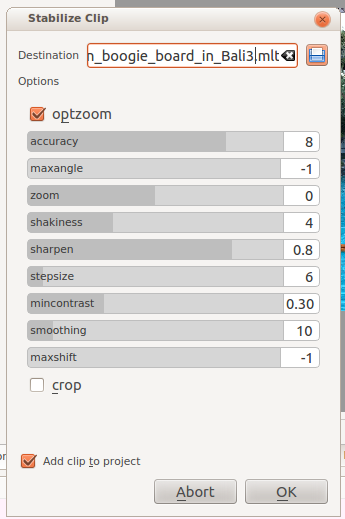 Stabilize Clip
Destination n_boogie_board_in_Bali3.mlt
Options
optzoom
accuracy 8
maxangle -1
zoom 0
shakiness 4
sharpen 0.8
stepsize 6
mincontrast 0.30
smoothing 10
maxshift -1
crop
Add clip to project
Abort OK